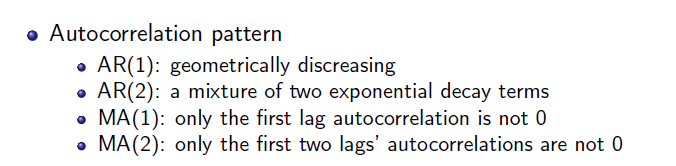 Autocorrelation pattern
AR(1): geometrically discreasing
AR(2): a mixture of two exponential decay terms
MA(1): only the first lag autocorrelation is not 0
MA(2): only the first two lags' autocorrelations are not 0